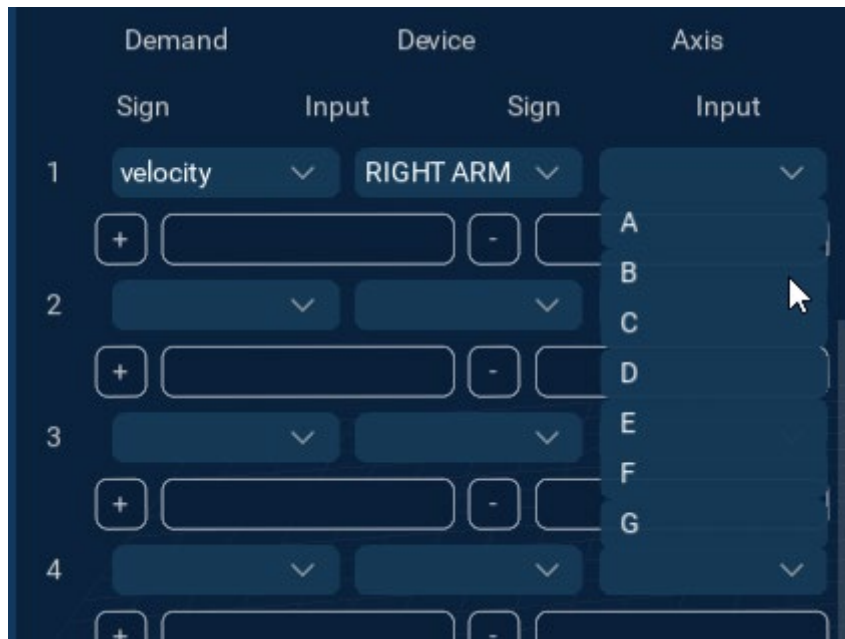 Demand Device Axis
Sign Input Sign Input
1 velocity RIGHT ARM
+ - A
B
2
C
+ - D
3 E
F
+ -
G
4
+ -